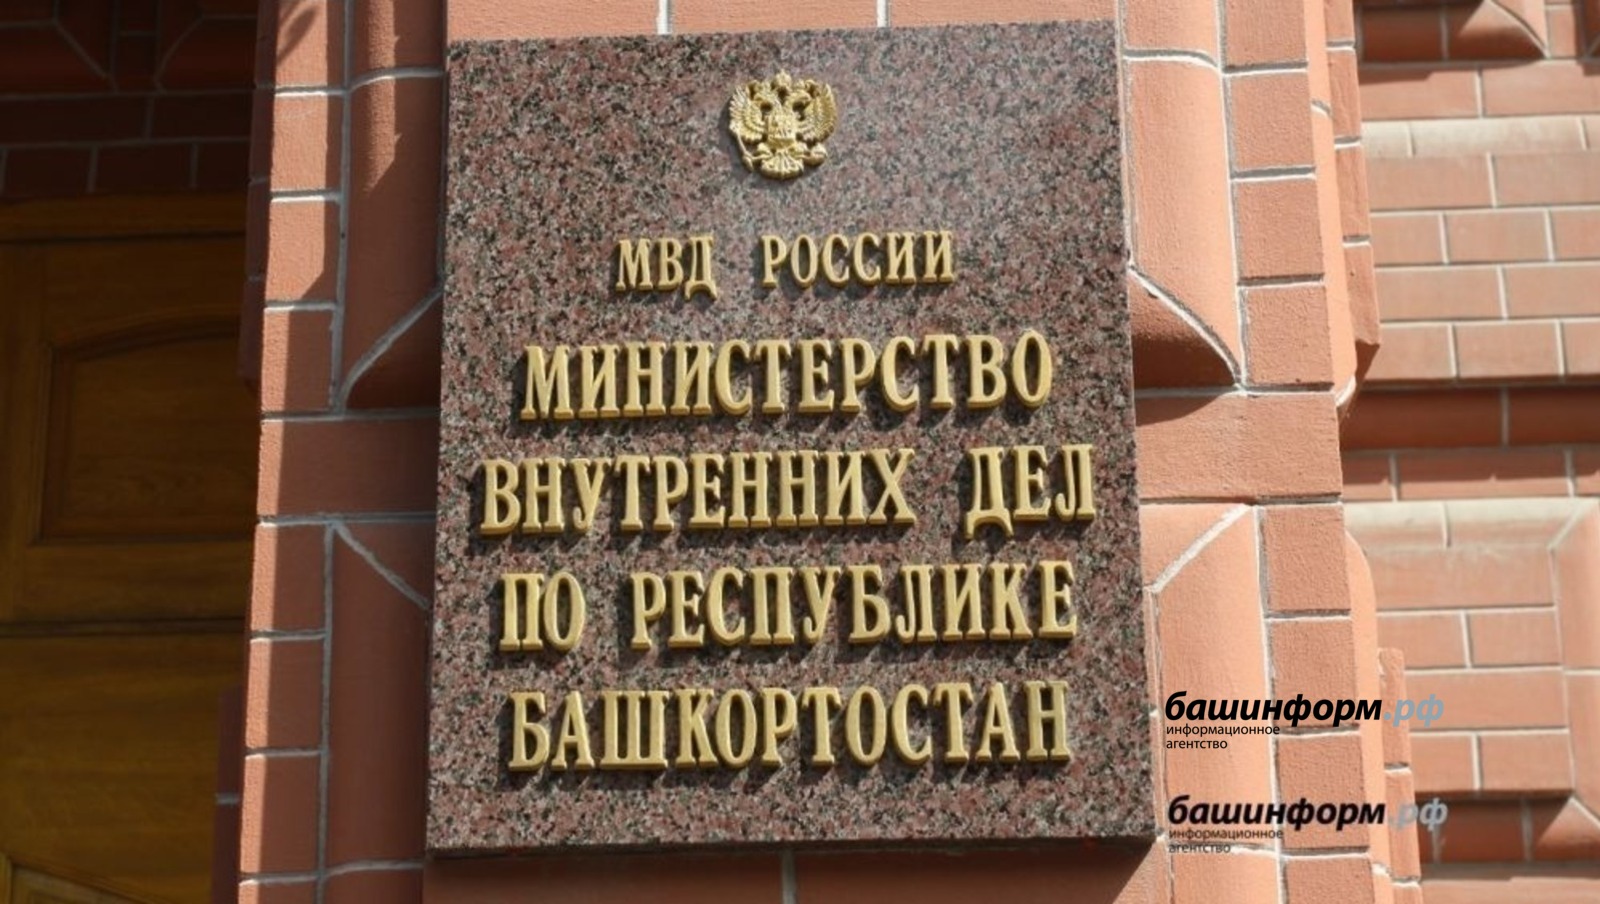 МВД РОССИИ
МИНИСТЕРСТВО
ВНУТРЕННИХ ДЕЛ
ПО РЕСПУБЛИКЕ
БАШКОРТОСТАН
башинформ.рф
информационное
агентство
башинформ.рф
информационное
агентство